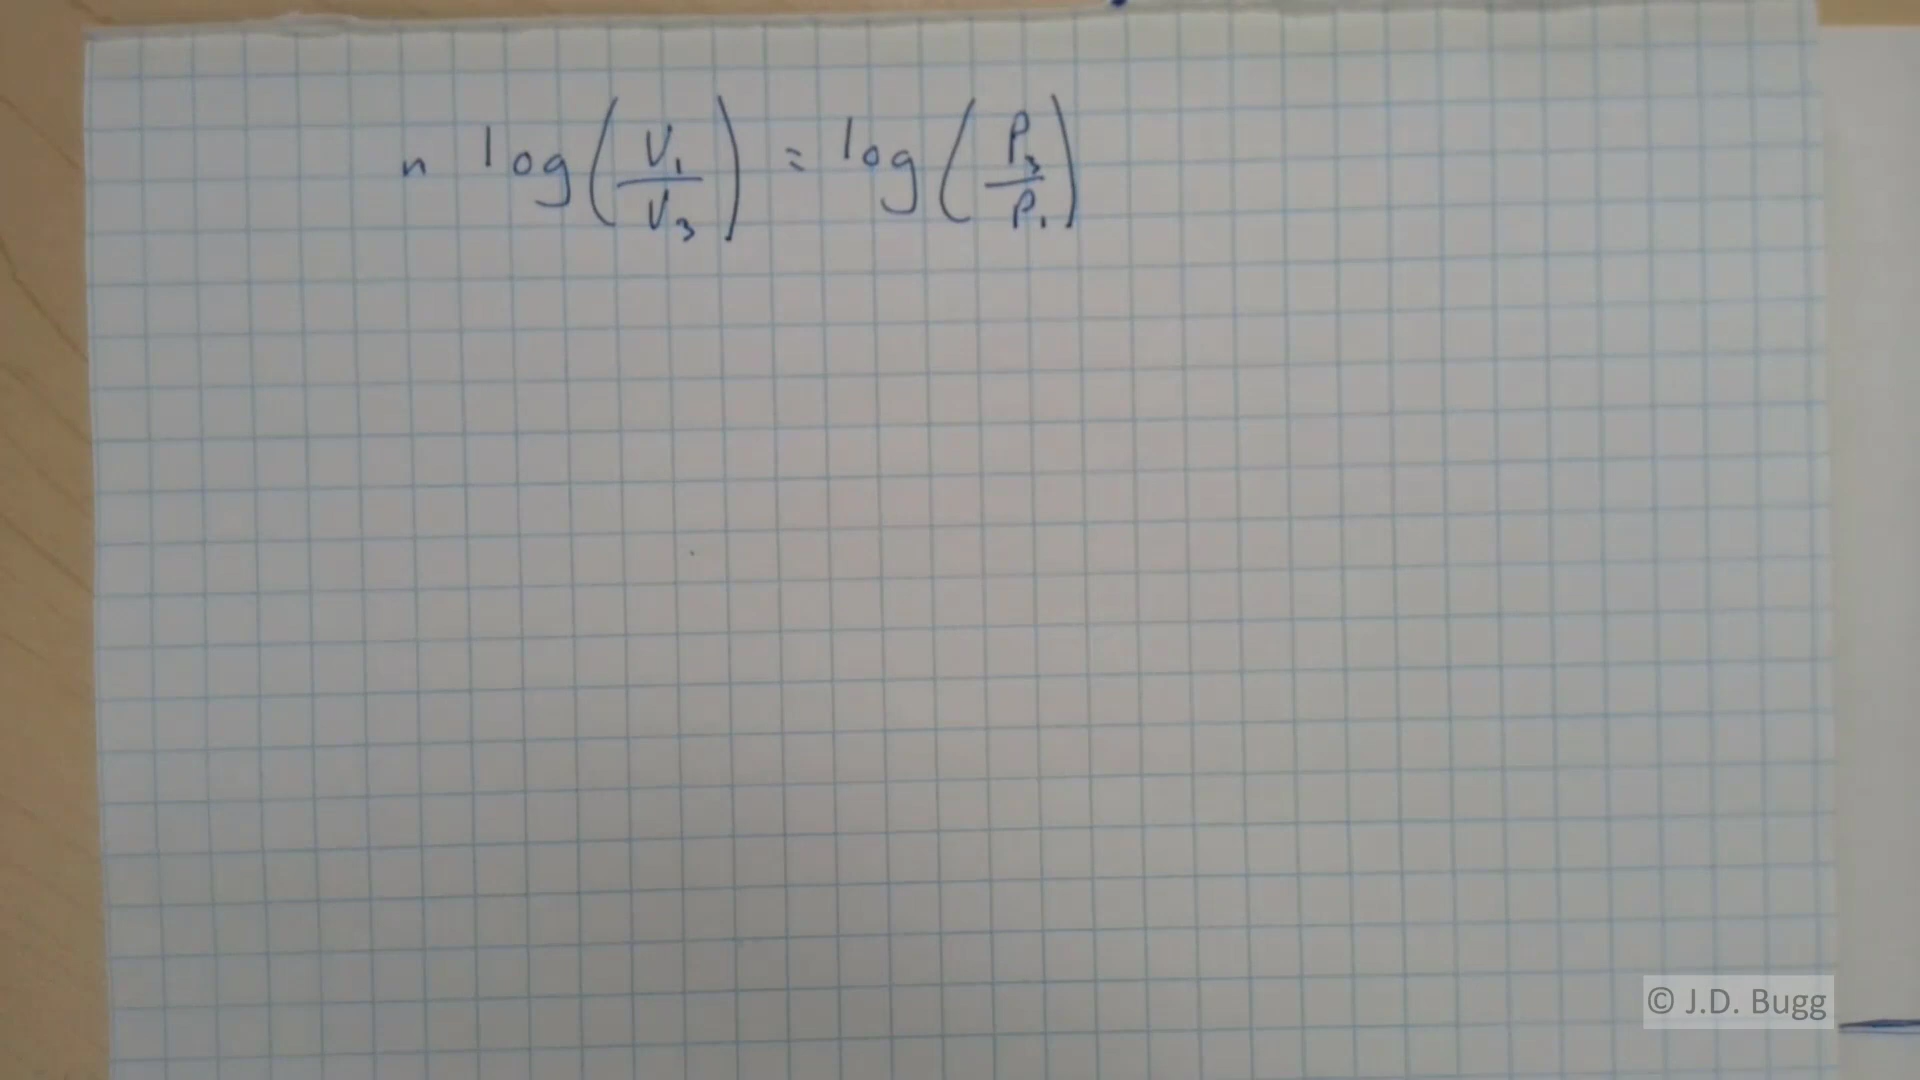 n log(V₁/V₃) = log(P₃/P₁)
© J.D. Bugg